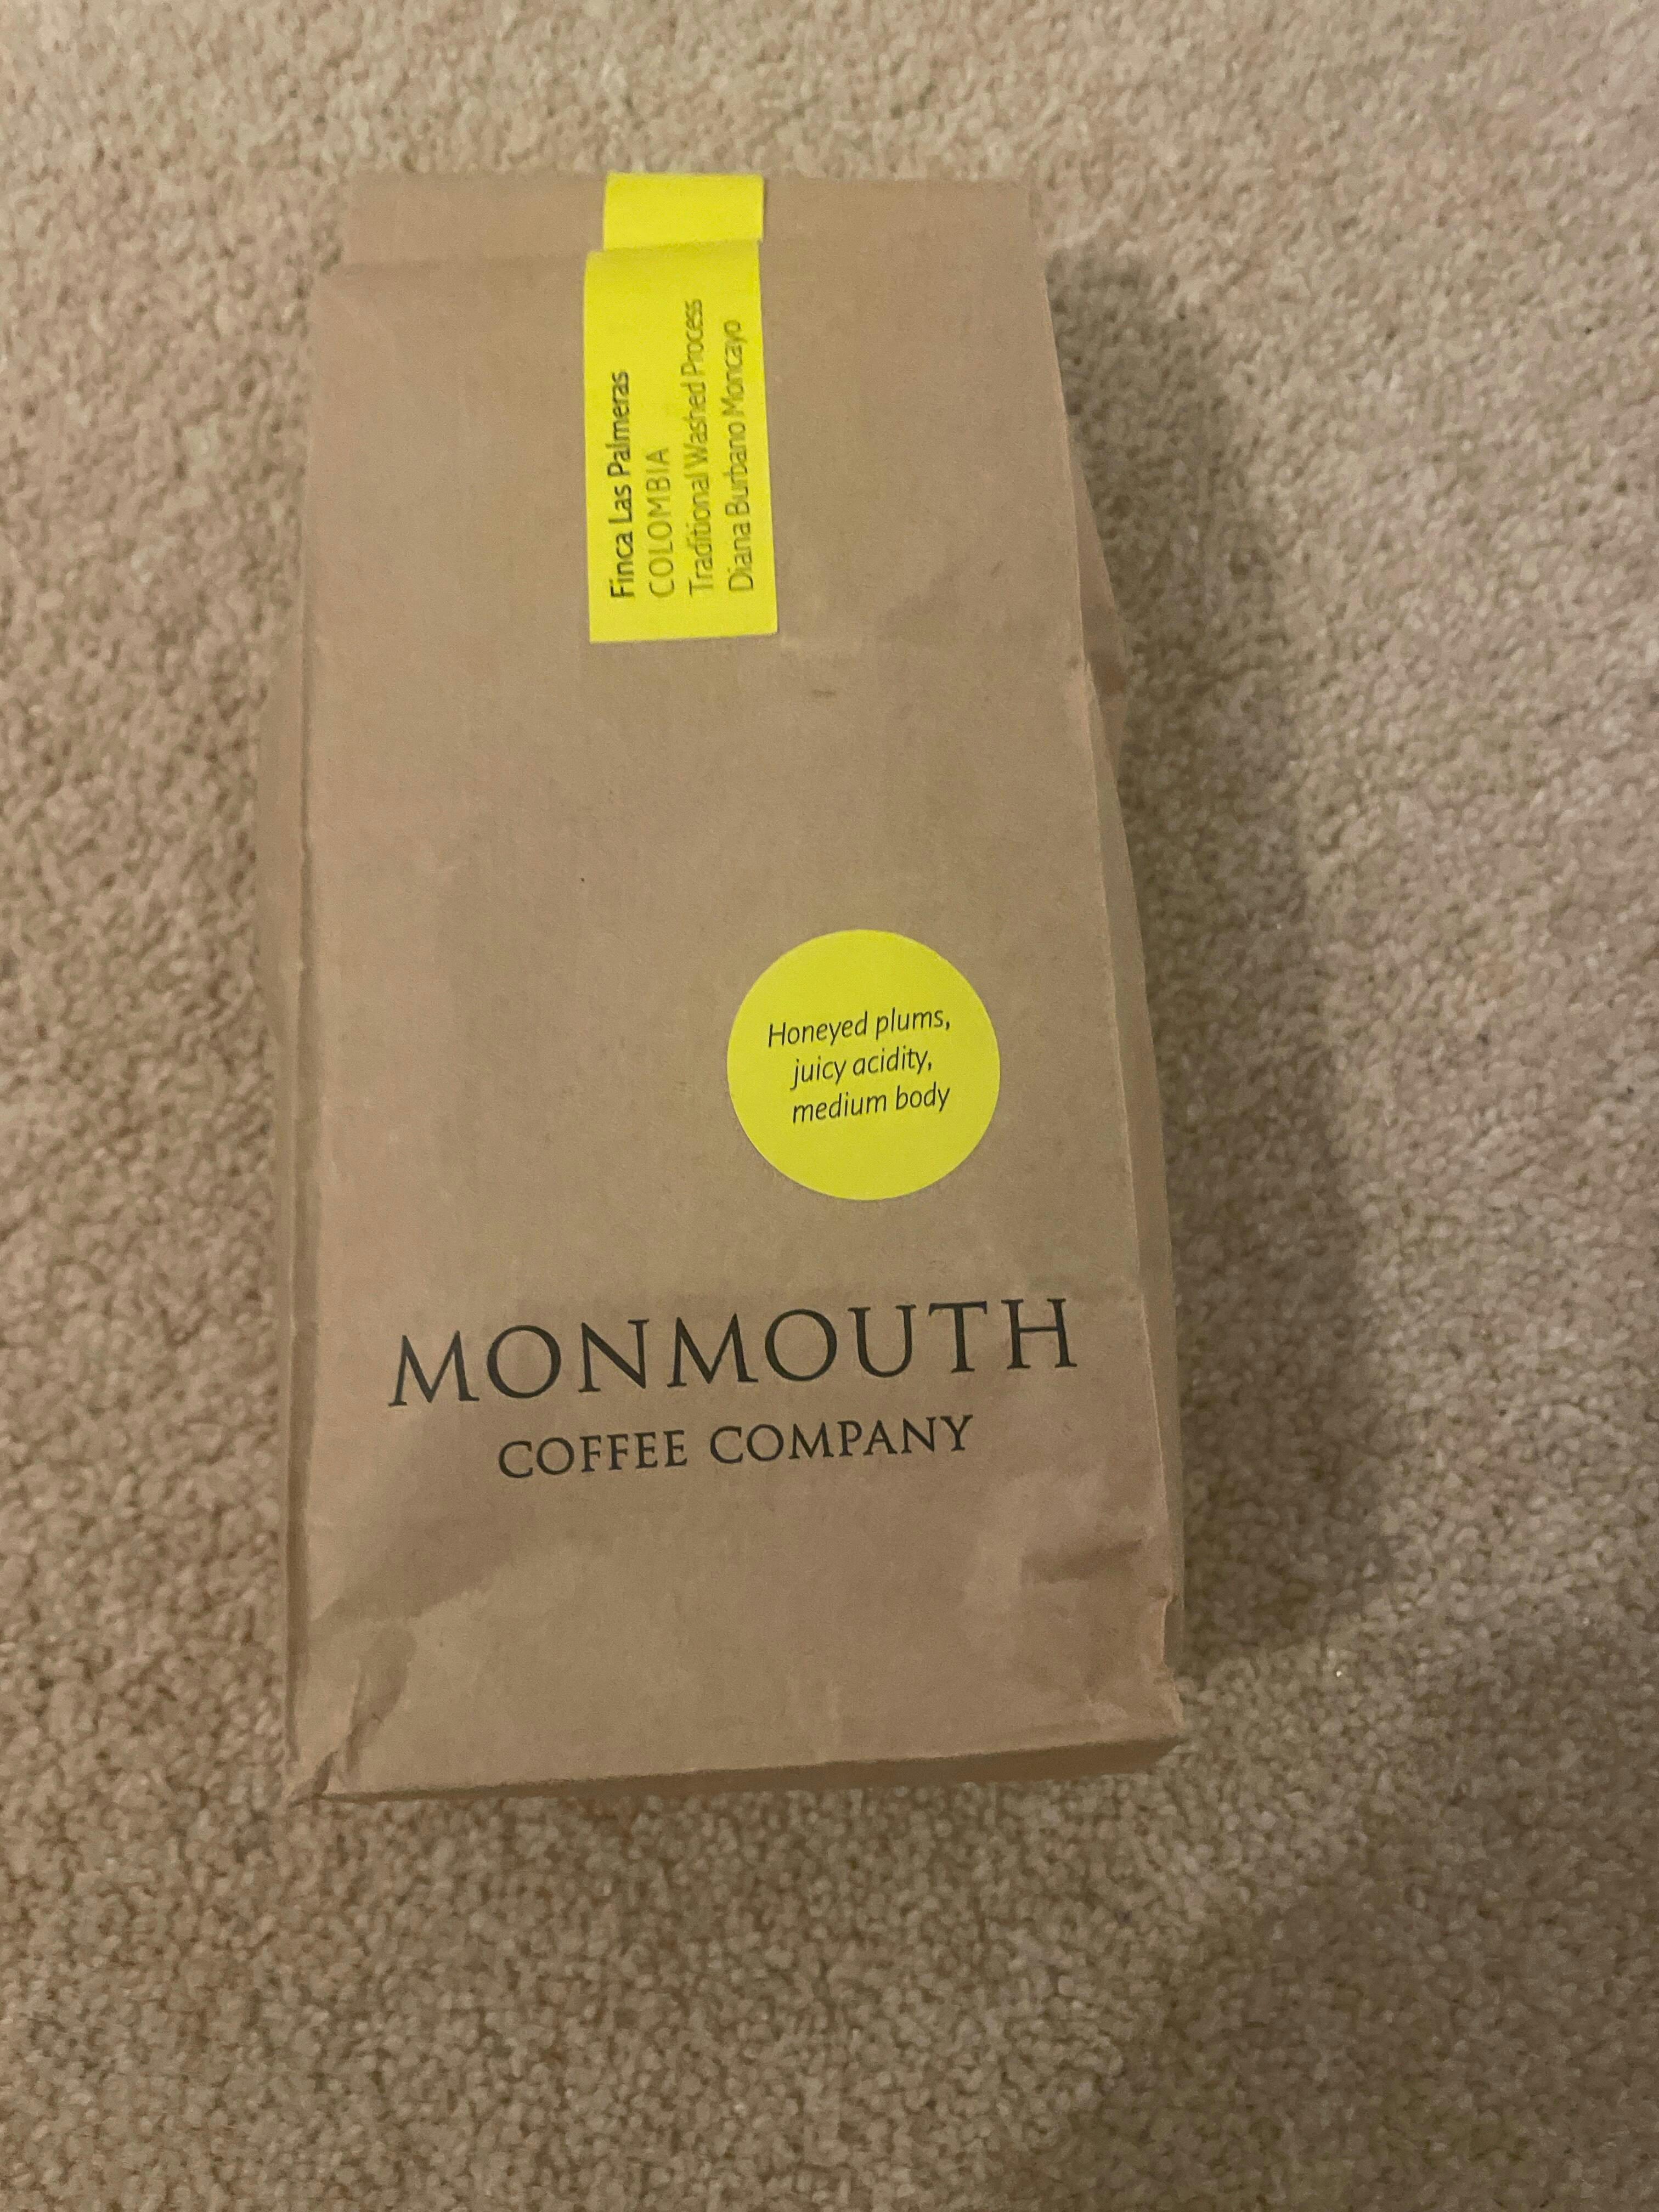 Finca Las Palmeras
COLOMBIA
Traditional Washed Process
Diana Burbano Moncayo
Honeyed plums,
juicy acidity,
medium body
MONMOUTH
COFFEE COMPANY